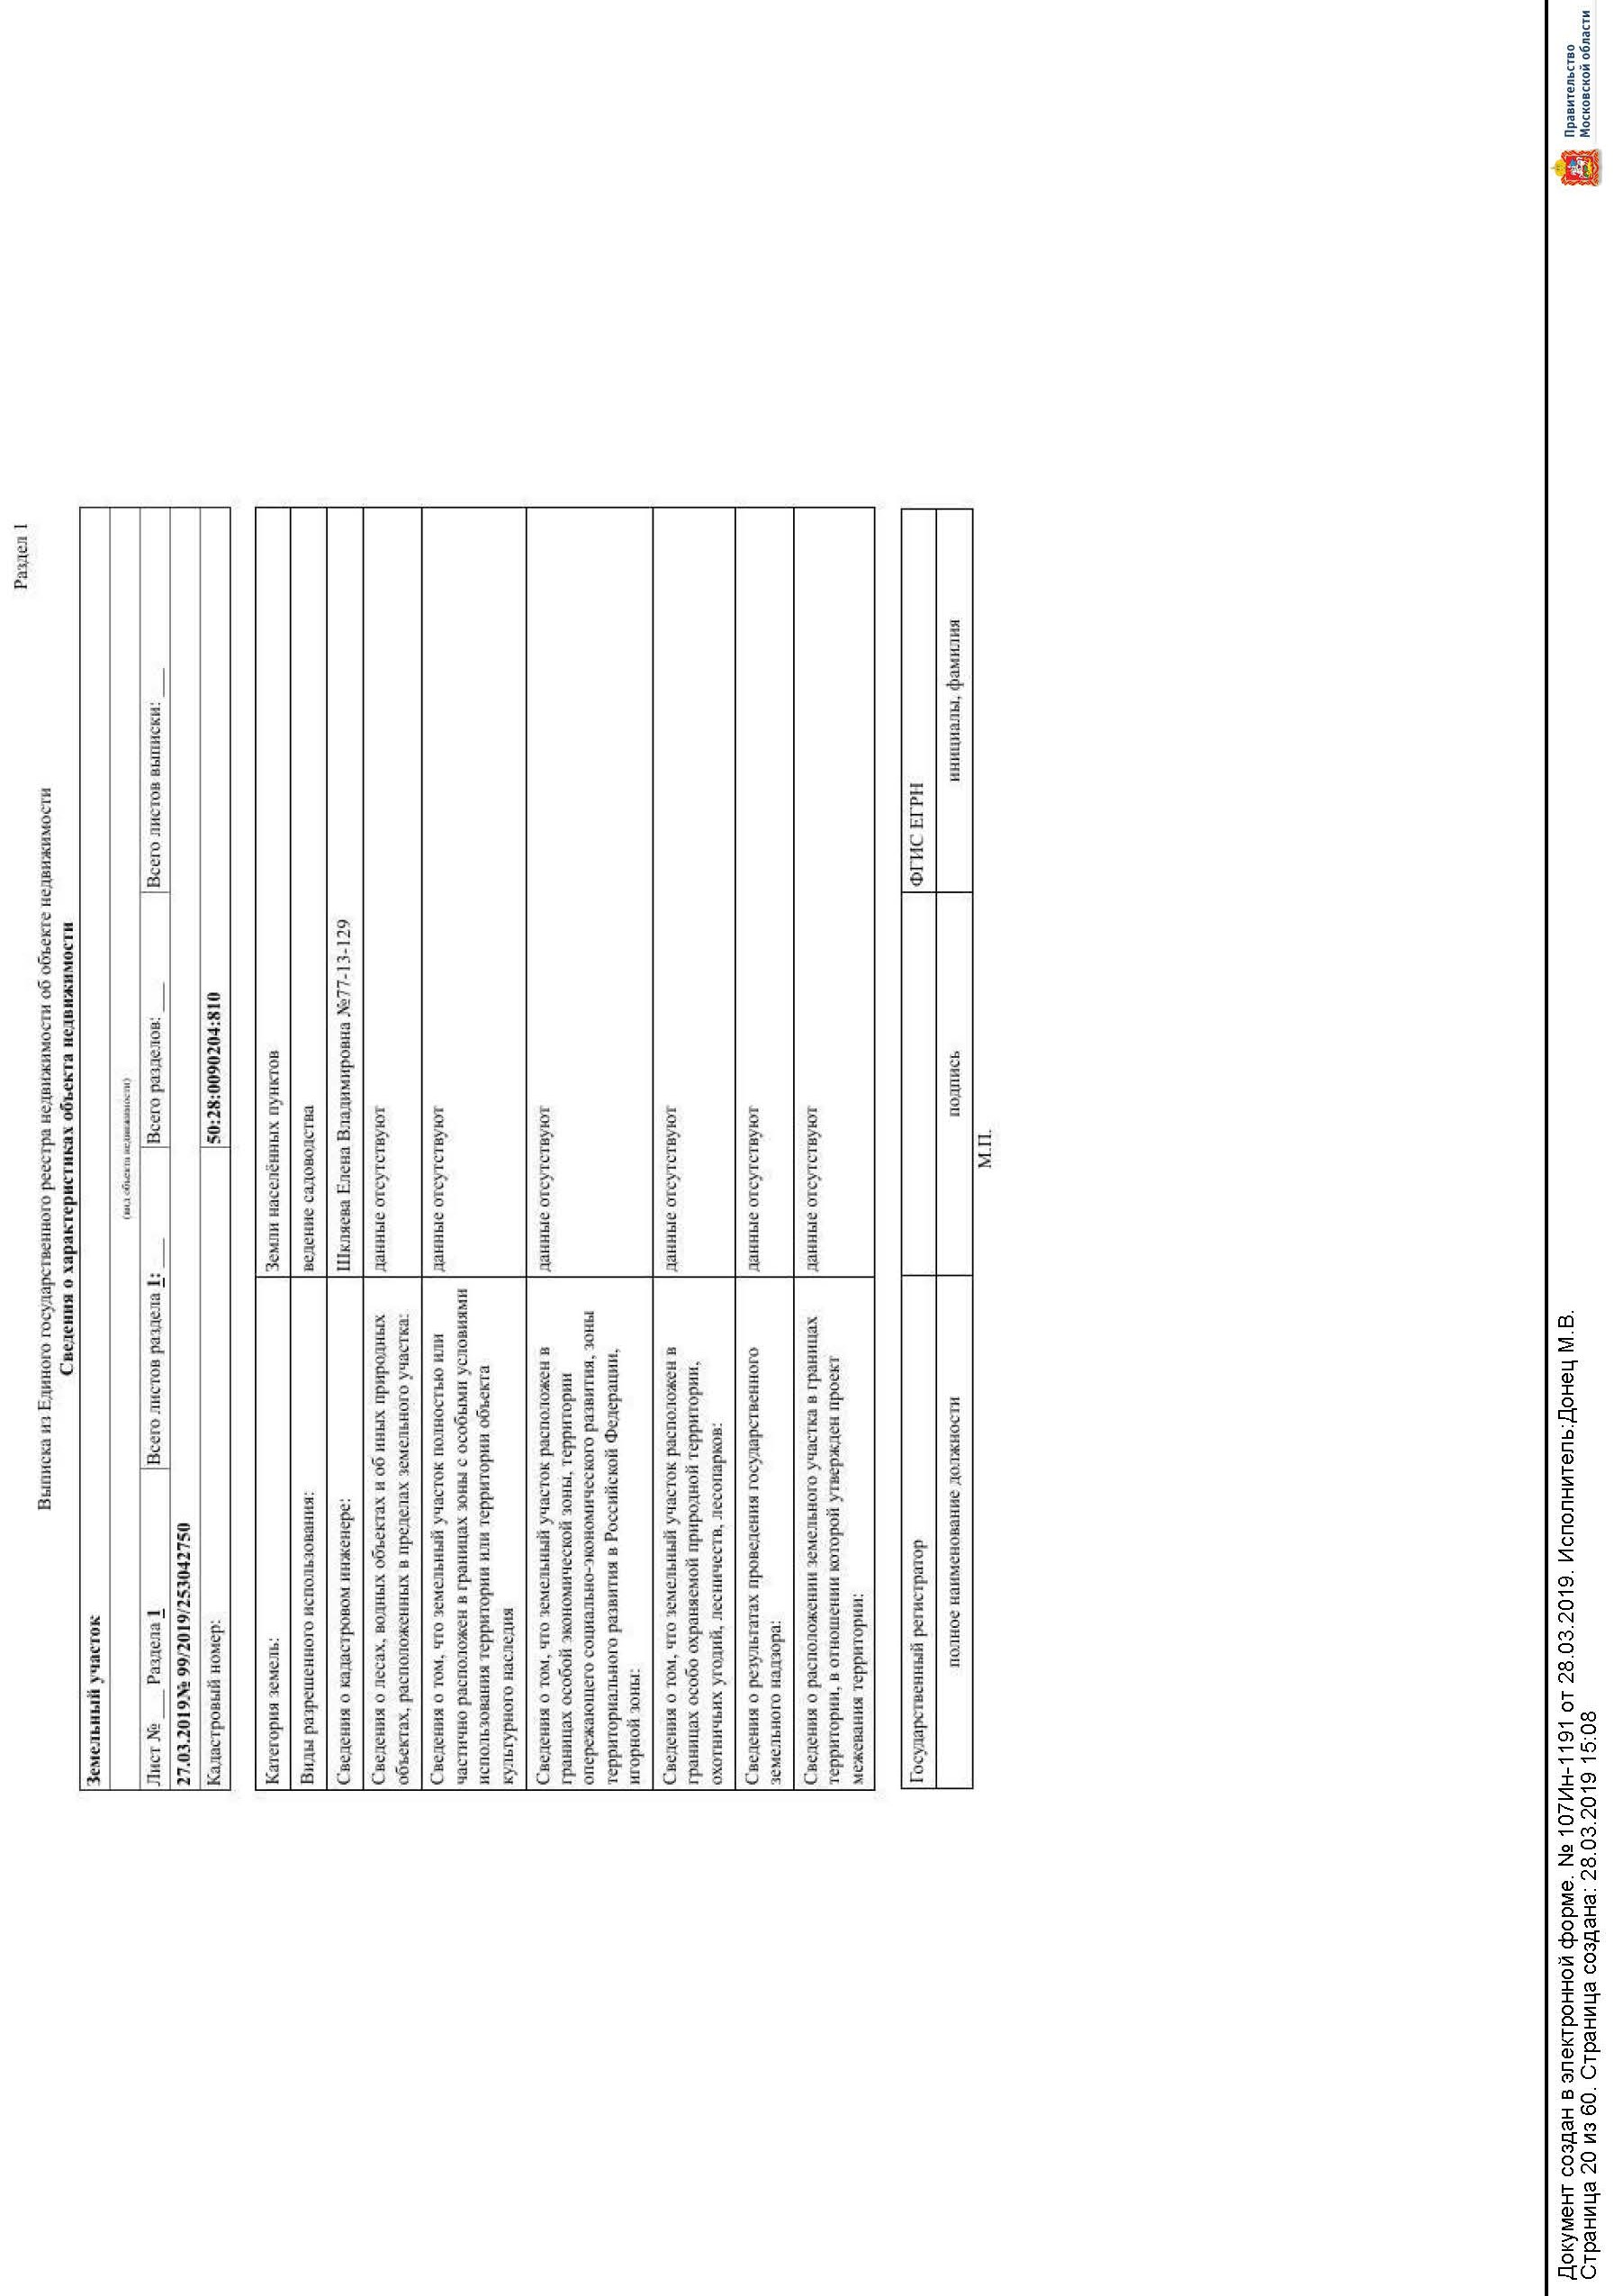 Раздел 1
Выписка из Единого государственного реестра недвижимости об объекте недвижимости
Сведения о характеристиках объекта недвижимости
Земельный участок
(вид объекта недвижимости)
Лист № ___ Раздела 1 Всего листов раздела 1: ___ Всего разделов: ___ Всего листов выписки: ___
27.03.2019№ 99/2019/253042750
Кадастровый номер: 50:28:0090204:810
Категория земель: Земли населённых пунктов
Виды разрешенного использования: ведение садоводства
Сведения о кадастровом инженере: Шкляева Елена Владимировна №77-13-129
Сведения о лесах, водных объектах и об иных природных данные отсутствуют
объектах, расположенных в пределах земельного участка:
Сведения о том, что земельный участок полностью или данные отсутствуют
частично расположен в границах зоны с особыми условиями
использования территории или территории объекта
культурного наследия
Сведения о том, что земельный участок расположен в данные отсутствуют
границах особой экономической зоны, территории
опережающего социально-экономического развития, зоны
территориального развития в Российской Федерации,
игорной зоны:
Сведения о том, что земельный участок расположен в данные отсутствуют
границах особо охраняемой природной территории,
охотничьих угодий, лесничеств, лесопарков:
Сведения о результатах проведения государственного данные отсутствуют
земельного надзора:
Сведения о расположении земельного участка в границах данные отсутствуют
территории, в отношении которой утвержден проект
межевания территории:
Государственный регистратор ФГИС ЕГРН
полное наименование должности подпись инициалы, фамилия
М.П.
Документ создан в электронной форме. № 107Ин-1191 от 28.03.2019. Исполнитель:Донец М.В.
Страница 20 из 60. Страница создана: 28.03.2019 15:08
Правительство
Московской области